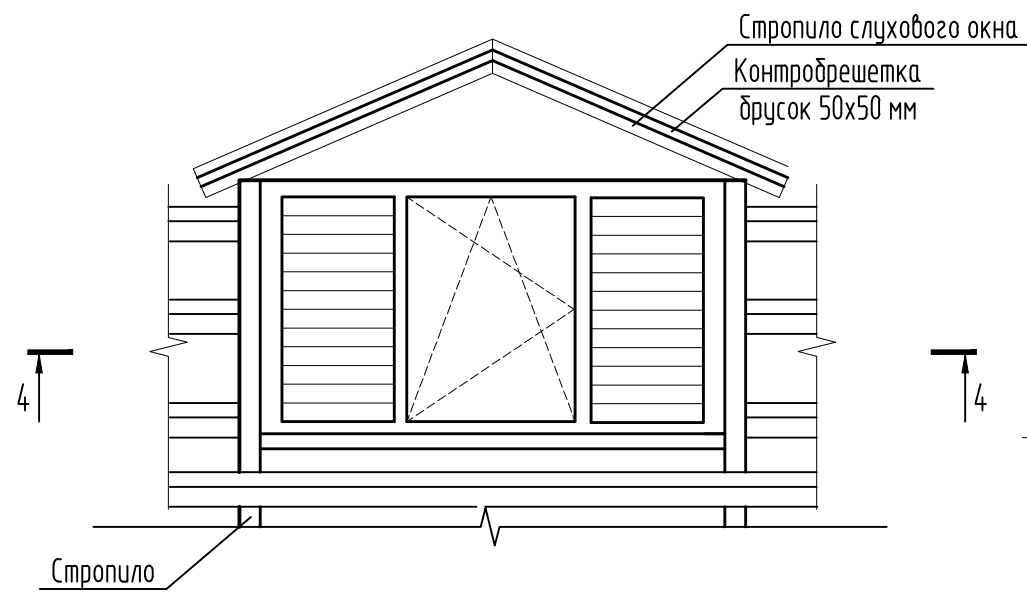 Стропило слухового окна
Контробрешетка
брусок 50х50 мм
4
4
Стропило